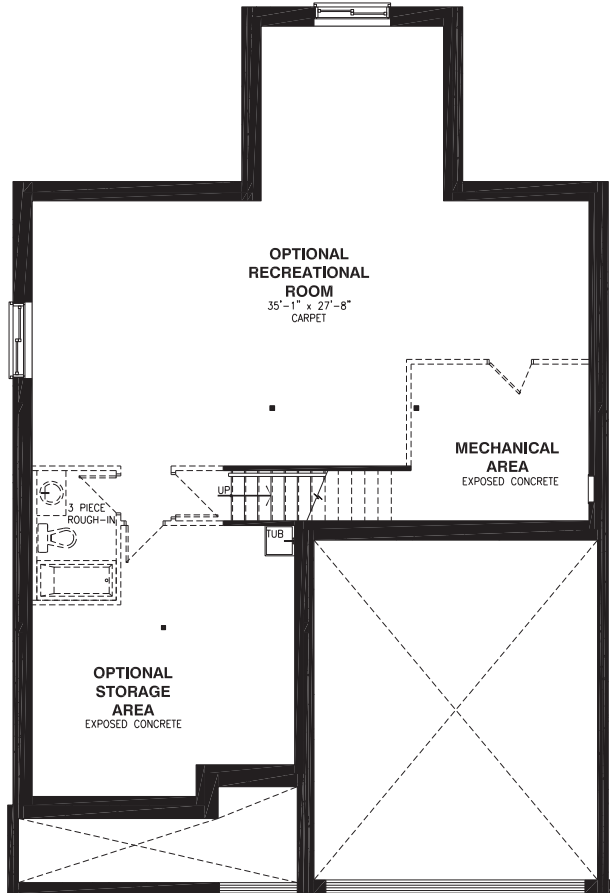 OPTIONAL
RECREATIONAL
ROOM
35'-1" x 27'-8"
CARPET
MECHANICAL
AREA
EXPOSED CONCRETE
UP
3 PIECE
ROUGH-IN
TUB
OPTIONAL
STORAGE
AREA
EXPOSED CONCRETE